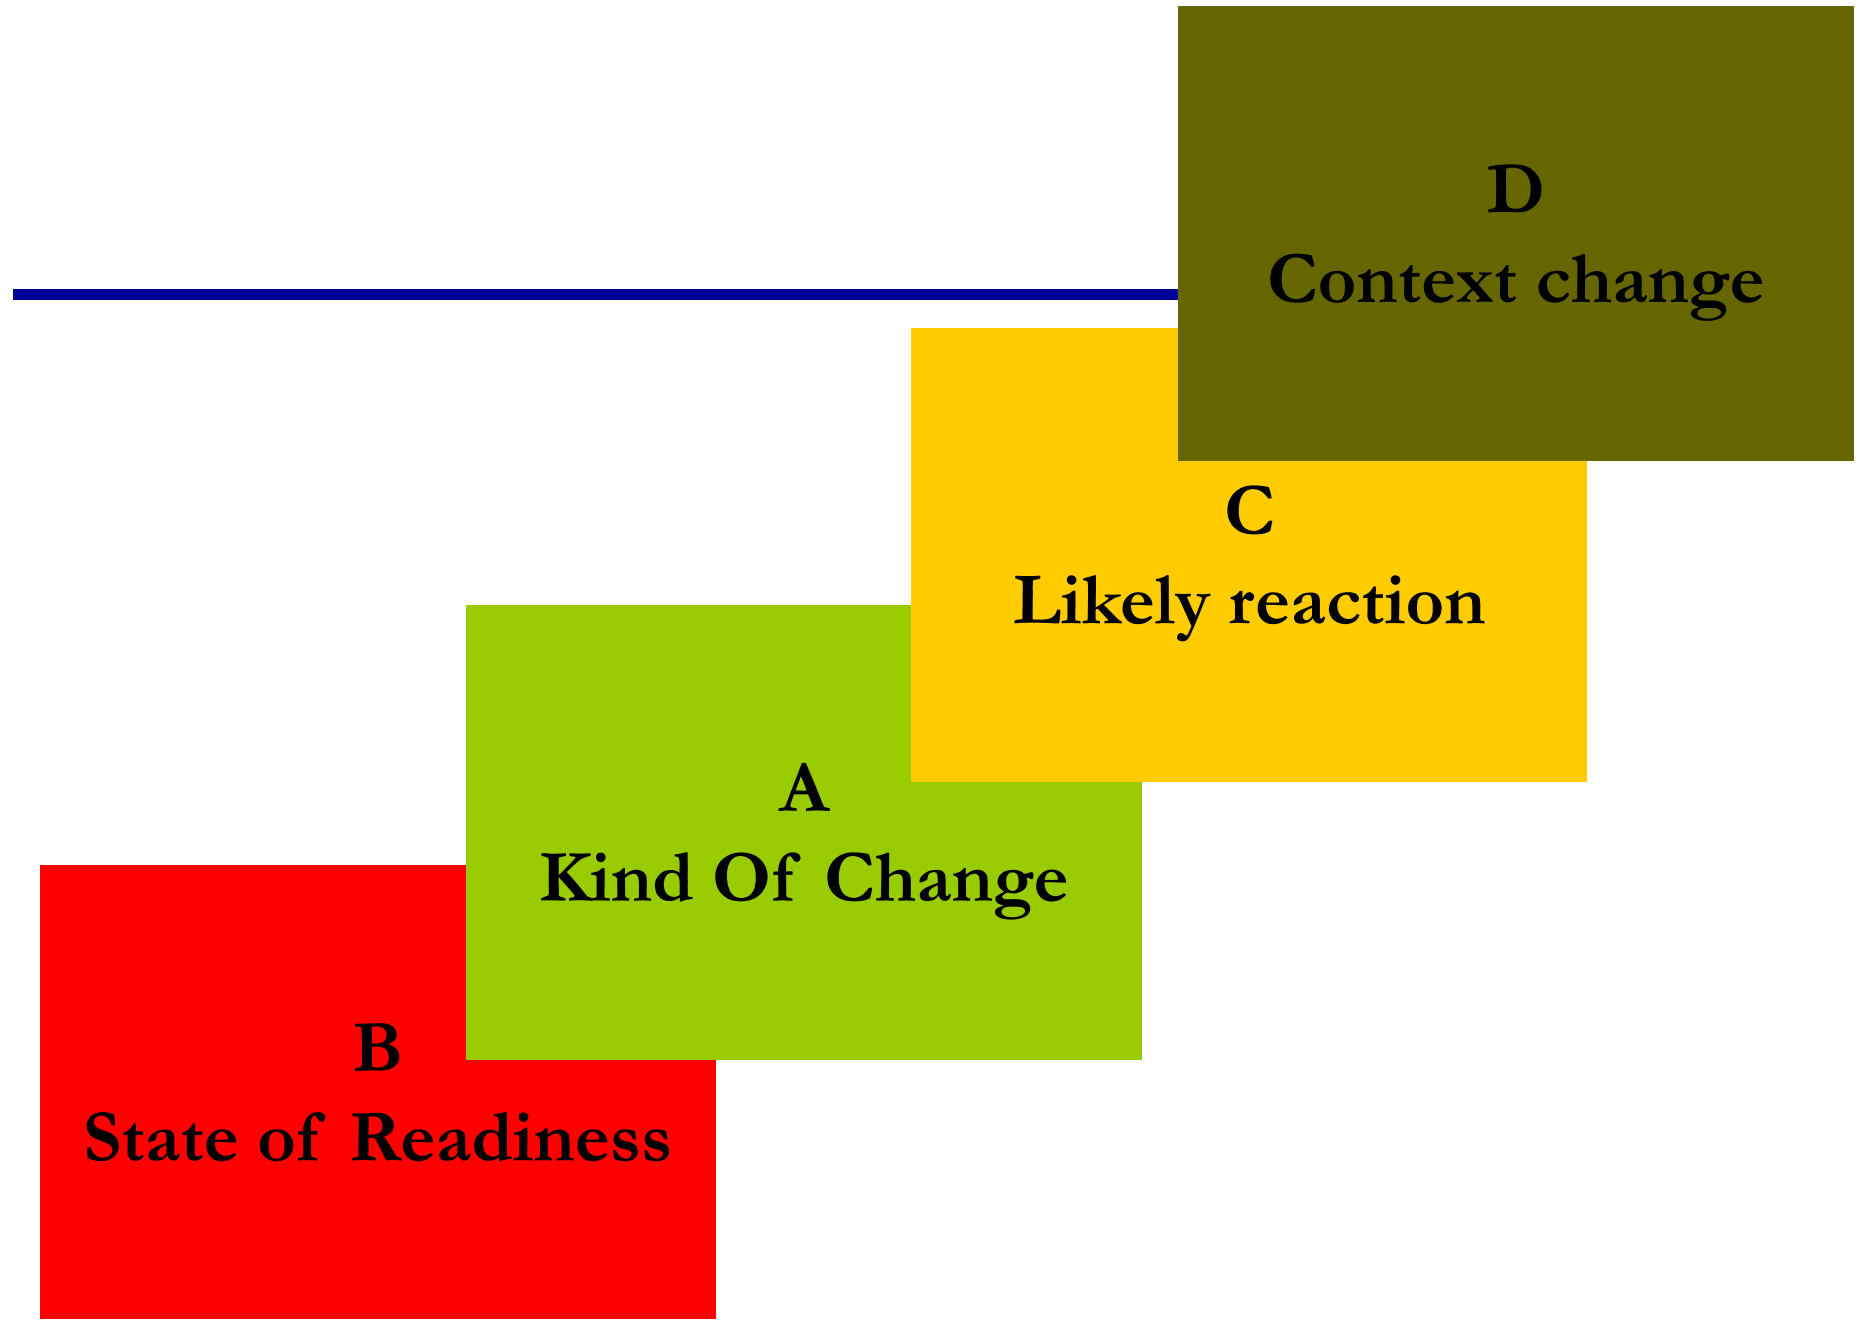 D
Context change
C
Likely reaction
A
Kind Of Change
B
State of Readiness